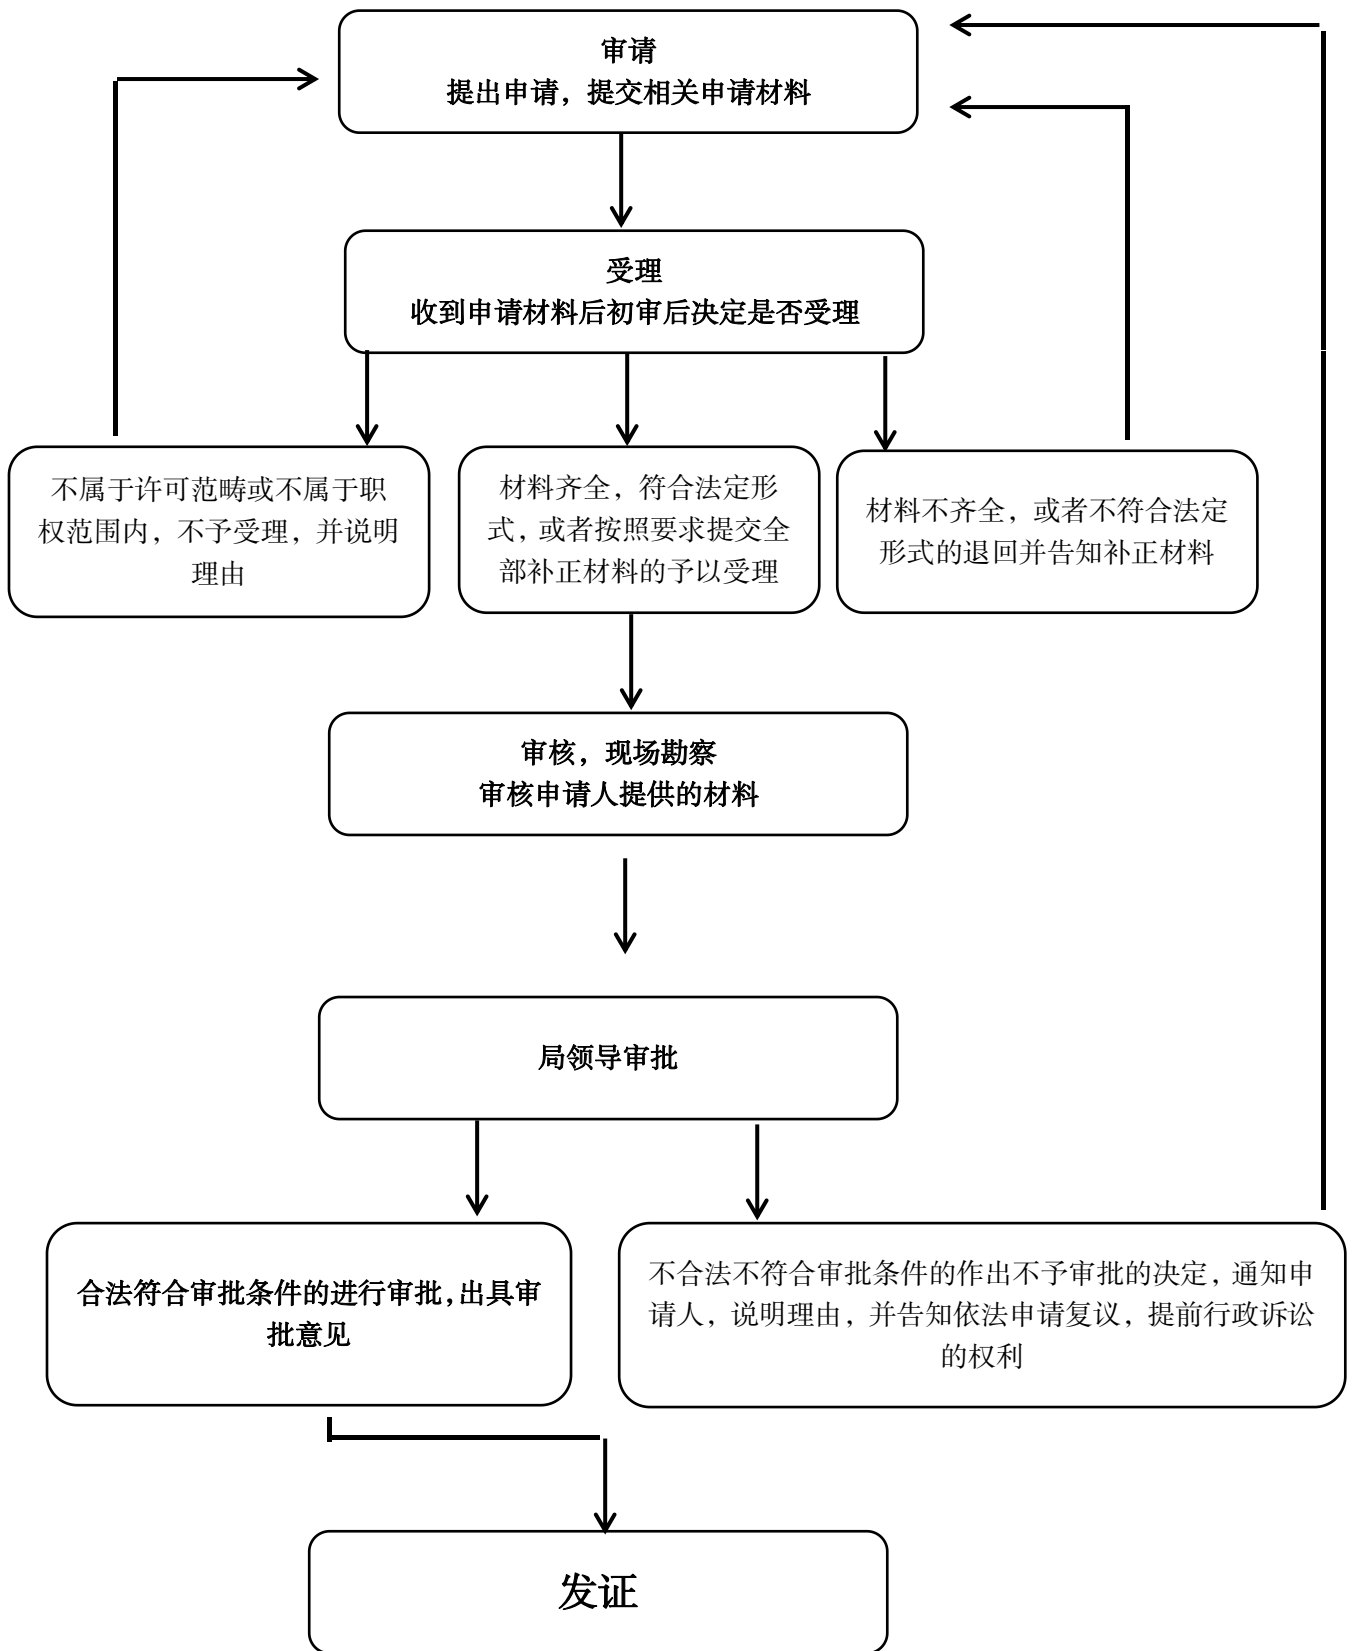 审请
提出申请，提交相关申请材料
受理
收到申请材料后初审后决定是否受理
不属于许可范畴或不属于职
权范围内，不予受理，并说明
理由
材料齐全，符合法定形
式，或者按照要求提交全
部补正材料的予以受理
材料不齐全，或者不符合法定
形式的退回并告知补正材料
审核，现场勘察
审核申请人提供的材料
局领导审批
合法符合审批条件的进行审批，出具审
批意见
不合法不符合审批条件的作出不予审批的决定，通知申
请人，说明理由，并告知依法申请复议，提前行政诉讼
的权利
发证